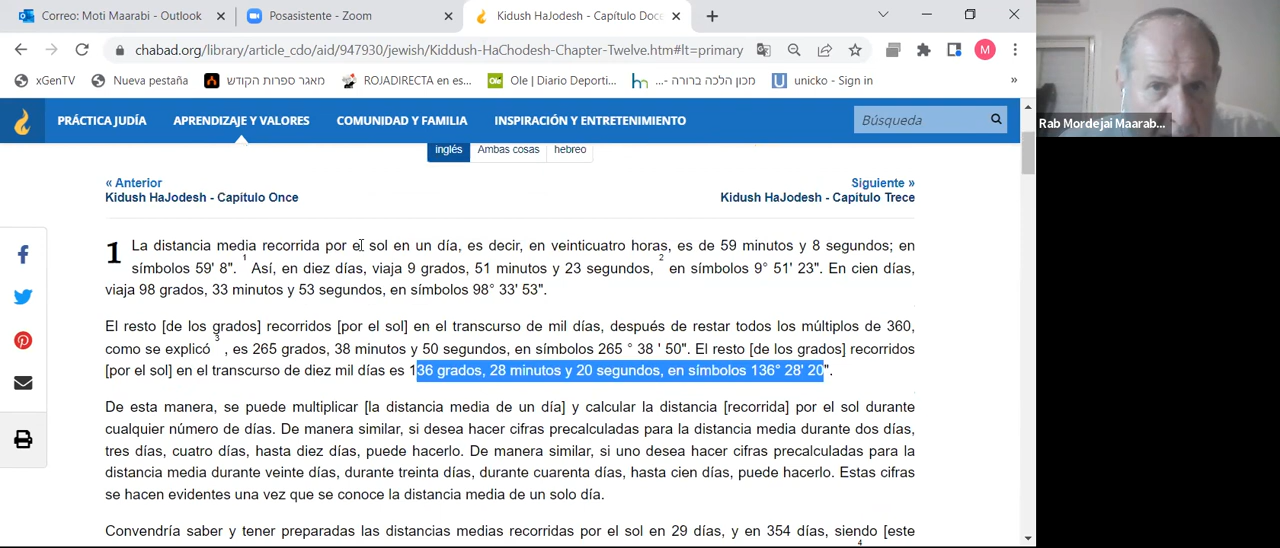 Correo: Moti Maarabi - Outlook
Posasistente - Zoom
Kidush HaJodesh - Capítulo Doce
chabad.org/library/article_cdo/aid/947930/jewish/Kiddush-HaChodesh-Chapter-Twelve.htm#lt=primary
M
xGenTV
Nueva pestaña
מאגר ספרות הקודש
ROJADIRECTA en es...
Ole | Diario Deporti...
מכון הלכה ברורה -...
unicko - Sign in
»
PRÁCTICA JUDÍA
APRENDIZAJE Y VALORES
COMUNIDAD Y FAMILIA
INSPIRACIÓN Y ENTRETENIMIENTO
Búsqueda
Rab Mordejai Maarab...
inglés
Ambas cosas
hebreo
« Anterior
Kidush HaJodesh - Capítulo Once
Siguiente »
Kidush HaJodesh - Capítulo Trece
1 La distancia media recorrida por el sol en un día, es decir, en veinticuatro horas, es de 59 minutos y 8 segundos; en
símbolos 59' 8". 1 Así, en diez días, viaja 9 grados, 51 minutos y 23 segundos, 2 en símbolos 9° 51' 23". En cien días,
viaja 98 grados, 33 minutos y 53 segundos, en símbolos 98° 33' 53".
El resto [de los grados] recorridos [por el sol] en el transcurso de mil días, después de restar todos los múltiplos de 360,
como se explicó 3 , es 265 grados, 38 minutos y 50 segundos, en símbolos 265 ° 38 ' 50". El resto [de los grados] recorridos
[por el sol] en el transcurso de diez mil días es 136 grados, 28 minutos y 20 segundos, en símbolos 136° 28' 20".
De esta manera, se puede multiplicar [la distancia media de un día] y calcular la distancia [recorrida] por el sol durante
cualquier número de días. De manera similar, si desea hacer cifras precalculadas para la distancia media durante dos días,
tres días, cuatro días, hasta diez días, puede hacerlo. De manera similar, si uno desea hacer cifras precalculadas para la
distancia media durante veinte días, durante treinta días, durante cuarenta días, hasta cien días, puede hacerlo. Estas cifras
se hacen evidentes una vez que se conoce la distancia media de un solo día.
Convendría saber y tener preparadas las distancias medias recorridas por el sol en 29 días, y en 354 días, siendo [este
4